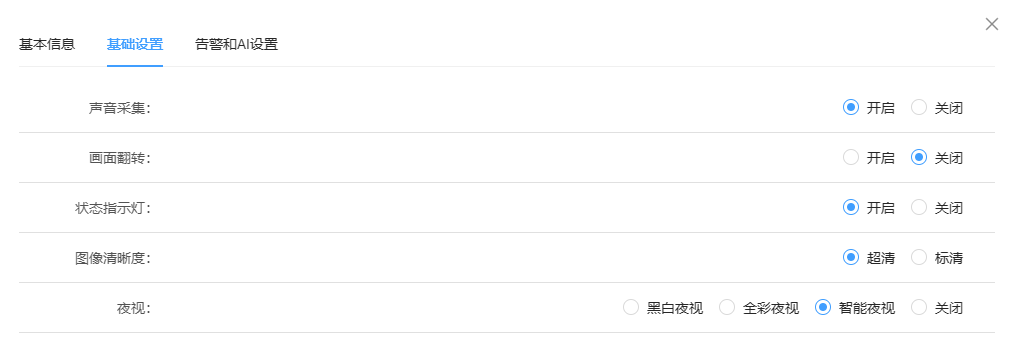 基本信息 基础设置 告警和AI设置
声音采集： 开启 关闭
画面翻转： 开启 关闭
状态指示灯： 开启 关闭
图像清晰度： 超清 标清
夜视： 黑白夜视 全彩夜视 智能夜视 关闭